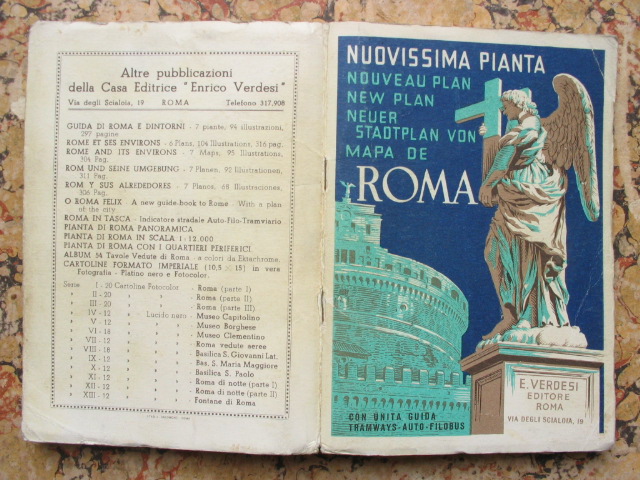 Altre pubblicazioni
della Casa Editrice "Enrico Verdesi"
Via degli Scialoia, 19 ROMA Telefono 317,908
GUIDA DI ROMA E DINTORNI - 7 piante, 94 illustrazioni,
297 pagine
ROME ET SES ENVIRONS - 6 Plans, 104 Illustrations, 316 pag.
ROME AND ITS ENVIRONS - 7 Maps, 95 Illustrations,
304 Pag.
ROM UND SEINE UMGEBUNG - 7 Planen, 92 Illustrationen,
311 Pag.
ROM Y SUS ALREDEDORES - 7 Planos, 68 Illustraciones,
306 Pag.
O ROMA FELIX - A new guide-book to Rome - With a plan
of the city
ROMA IN TASCA - Indicatore stradale Auto-Filo-Tramviario
PIANTA DI ROMA PANORAMICA
PIANTA DI ROMA IN SCALA 1:12.000
PIANTA DI ROMA CON I QUARTIERI PERIFERICI.
ALBUM 54 Tavole Vedute di Roma - a colori da Ektachrome.
CARTOLINE FORMATO IMPERIALE (10,5 × 15) in vera
Fotografia - Platino nero e Fotocolor.
Serie I - 20 Cartoline Fotocolor - Roma (parte I)
" II - 20 " " Roma (parte II)
" III - 20 " " Roma (parte III)
" IV - 12 " Lucido nero - Museo Capitolino
" V - 12 " " Museo Borghese
" VI - 18 " " Museo Clementino
" VII - 12 " " Roma vedute aeree
" VIII - 16 " " Basilica S. Giovanni Lat.
" IX - 12 " " Bas. S. Maria Maggiore
" X - 12 " " Basilica S. Paolo
" XI - 12 " " Roma di notte (parte I)
" XII - 12 " " Roma di notte (parte II)
" XIII - 12 " " Fontane di Roma
NUOVISSIMA PIANTA
NOUVEAU PLAN
NEW PLAN
NEUER
STADTPLAN VON
MAPA DE
ROMA
E. VERDESI
EDITORE
ROMA
VIA DEGLI SCIALOIA, 19
CON UNITA GUIDA
TRAMWAYS-AUTO-FILOBUS